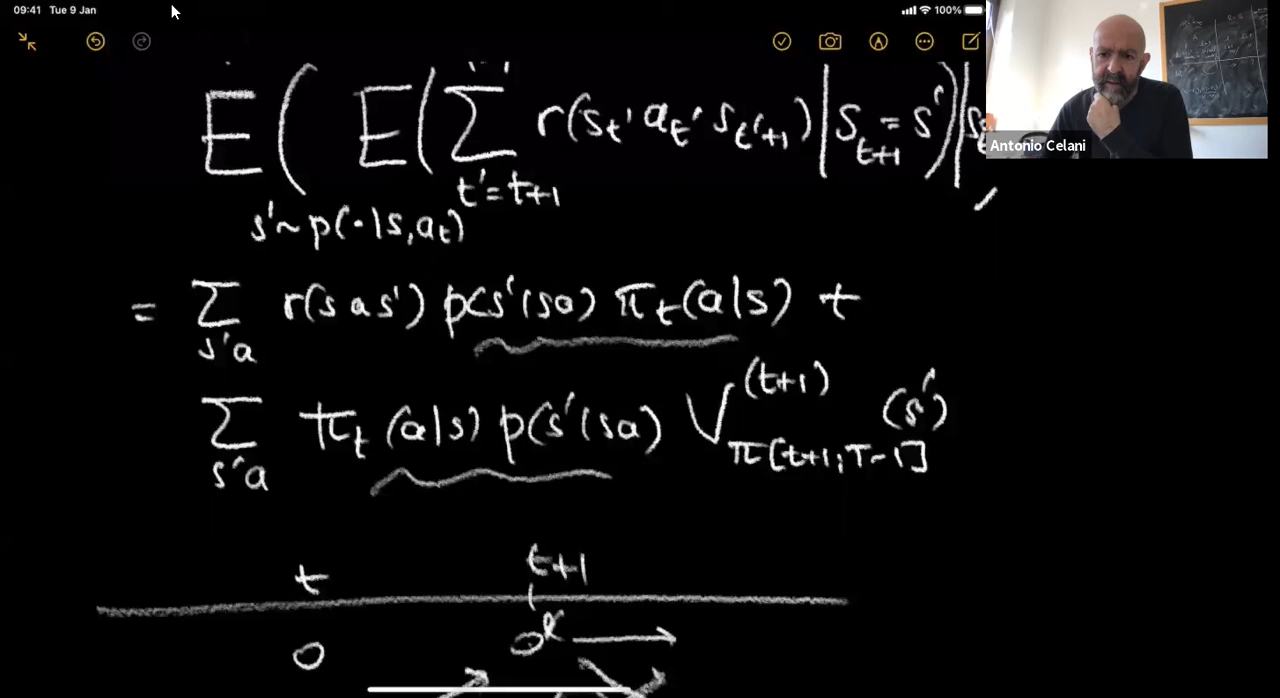 09:41 Tue 9 Jan 100%
E( E( Σ r(s_t' a_t' s_t'+1) | s_t+1 = s') | s_t
t'=t+1
s'~p(·|s,a_t)
= Σ r(s a s') p(s'(sa) π_t(a|s) +
s'a
Σ π_t (a|s) p(s'(sa) V^(t+1) (s')
s'a π[t+1;T-1]
t t+1
Antonio Celani